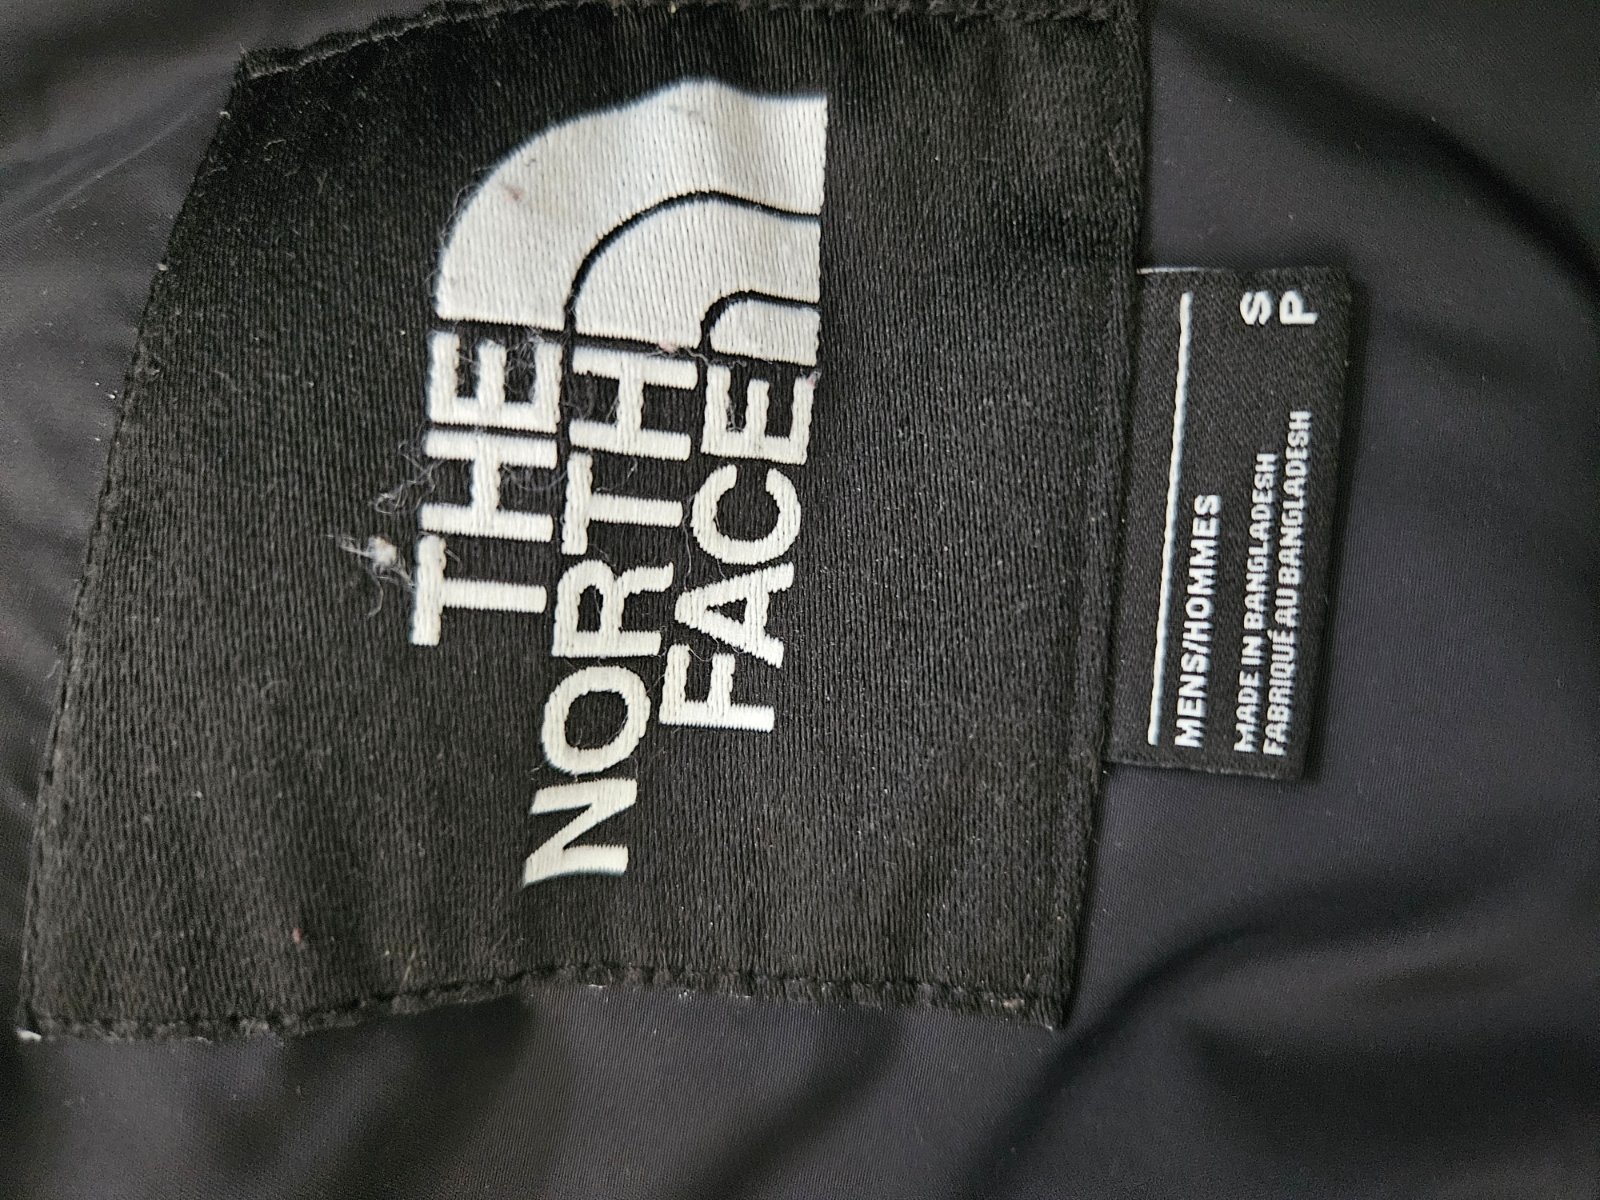 THE
NORTH
FACE
MENS/HOMMES
MADE IN BANGLADESH
FABRIQUÉ AU BANGLADESH
S
P